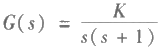 G(s) = K / s(s + 1)